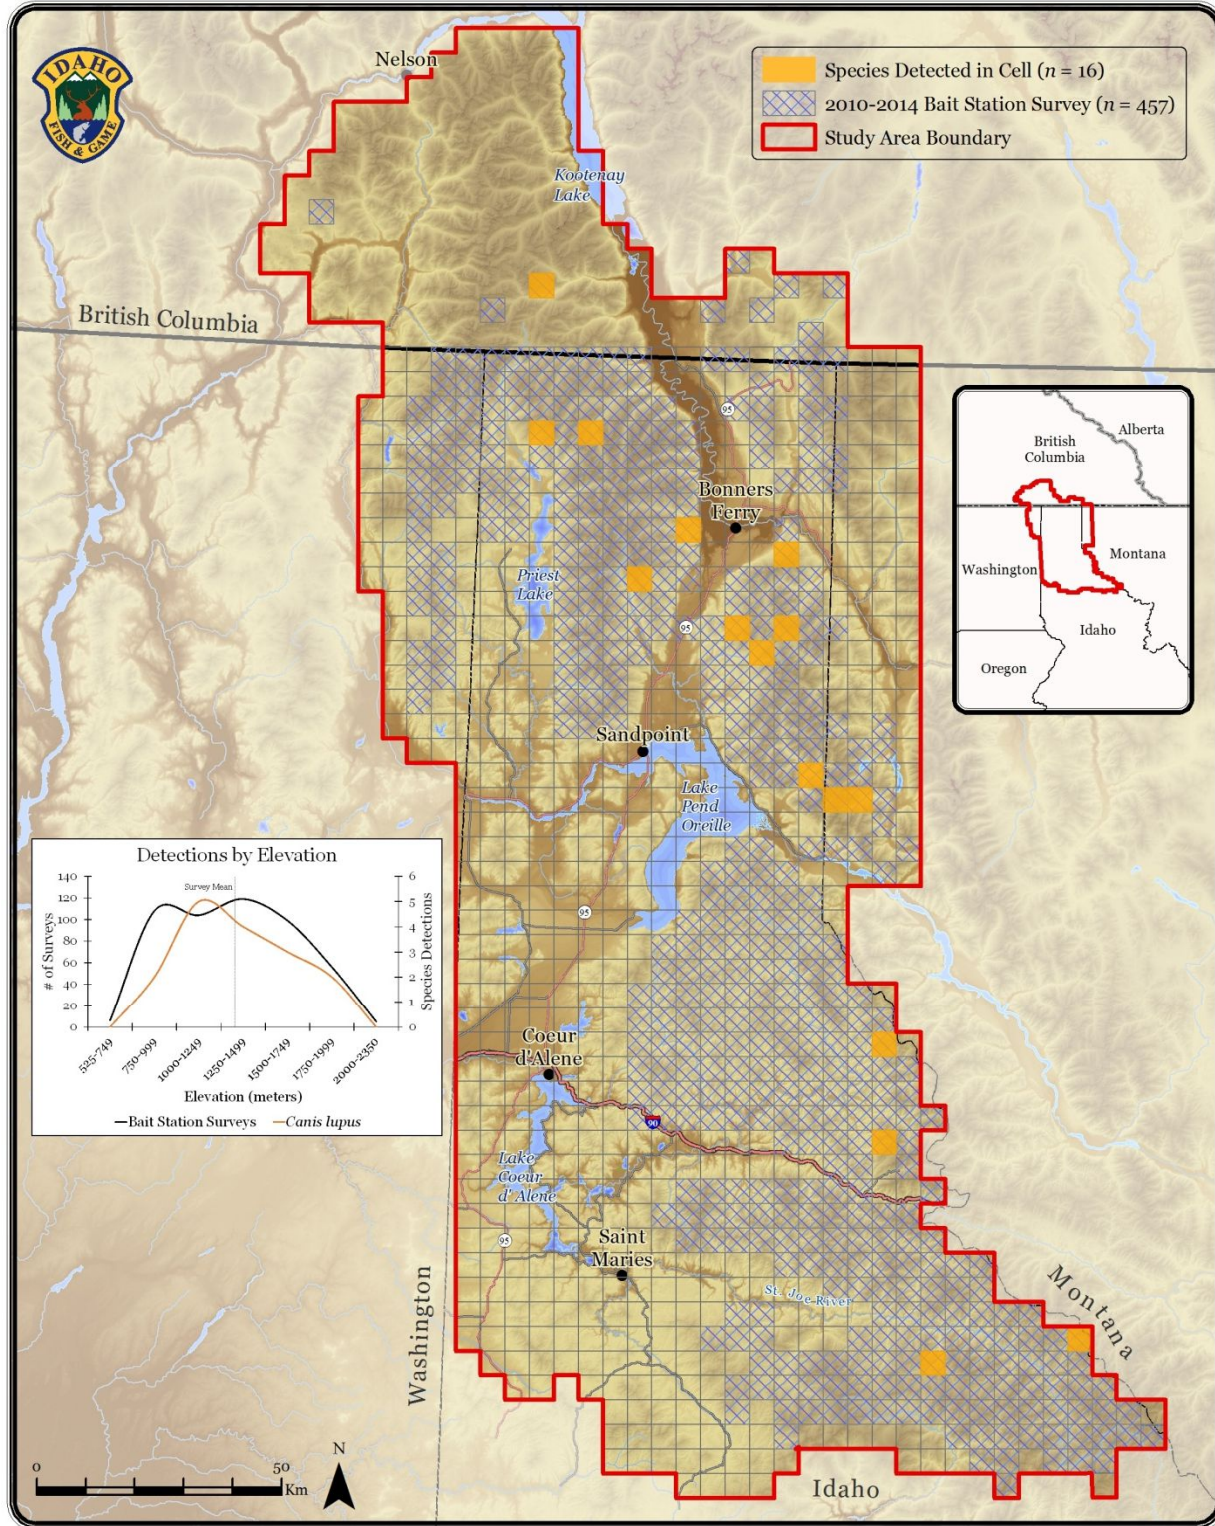 IDAHO
FISH & GAME
Nelson
Species Detected in Cell (n = 16)
2010-2014 Bait Station Survey (n = 457)
Study Area Boundary
Kootenay
Lake
British Columbia
95
Bonners
Ferry
Priest
Lake
95
Sandpoint
Lake
Pend
Oreille
95
Alberta
British
Columbia
Washington
Montana
Idaho
Oregon
Detections by Elevation
Survey Mean
# of Surveys
140
120
100
80
60
40
20
0
Species Detections
6
5
4
3
2
1
0
525-749
750-999
1000-1249
1250-1499
1500-1749
1750-1999
2000-2350
Elevation (meters)
Bait Station Surveys
Canis lupus
Coeur
d'Alene
90
Lake
Coeur
d'Alene
95
Saint
Maries
St. Joe River
Washington
Montana
Idaho
0
50
Km
N